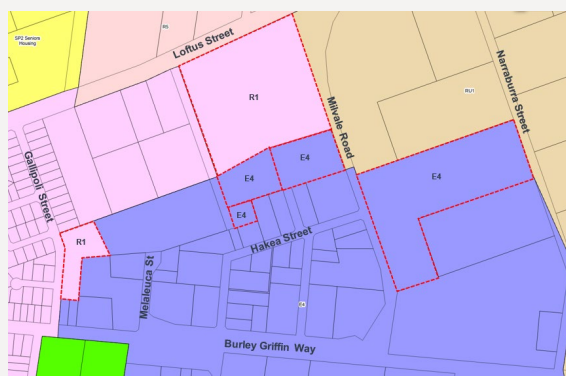 SP2 Seniors
Housing
R5
Loftus Street
R1
Milvale Road
Narraburra Street
RU1
Gallipoli Street
E4
E4
E4
E4
R1
Hakea Street
Melaleuca St
E4
Burley Griffin Way